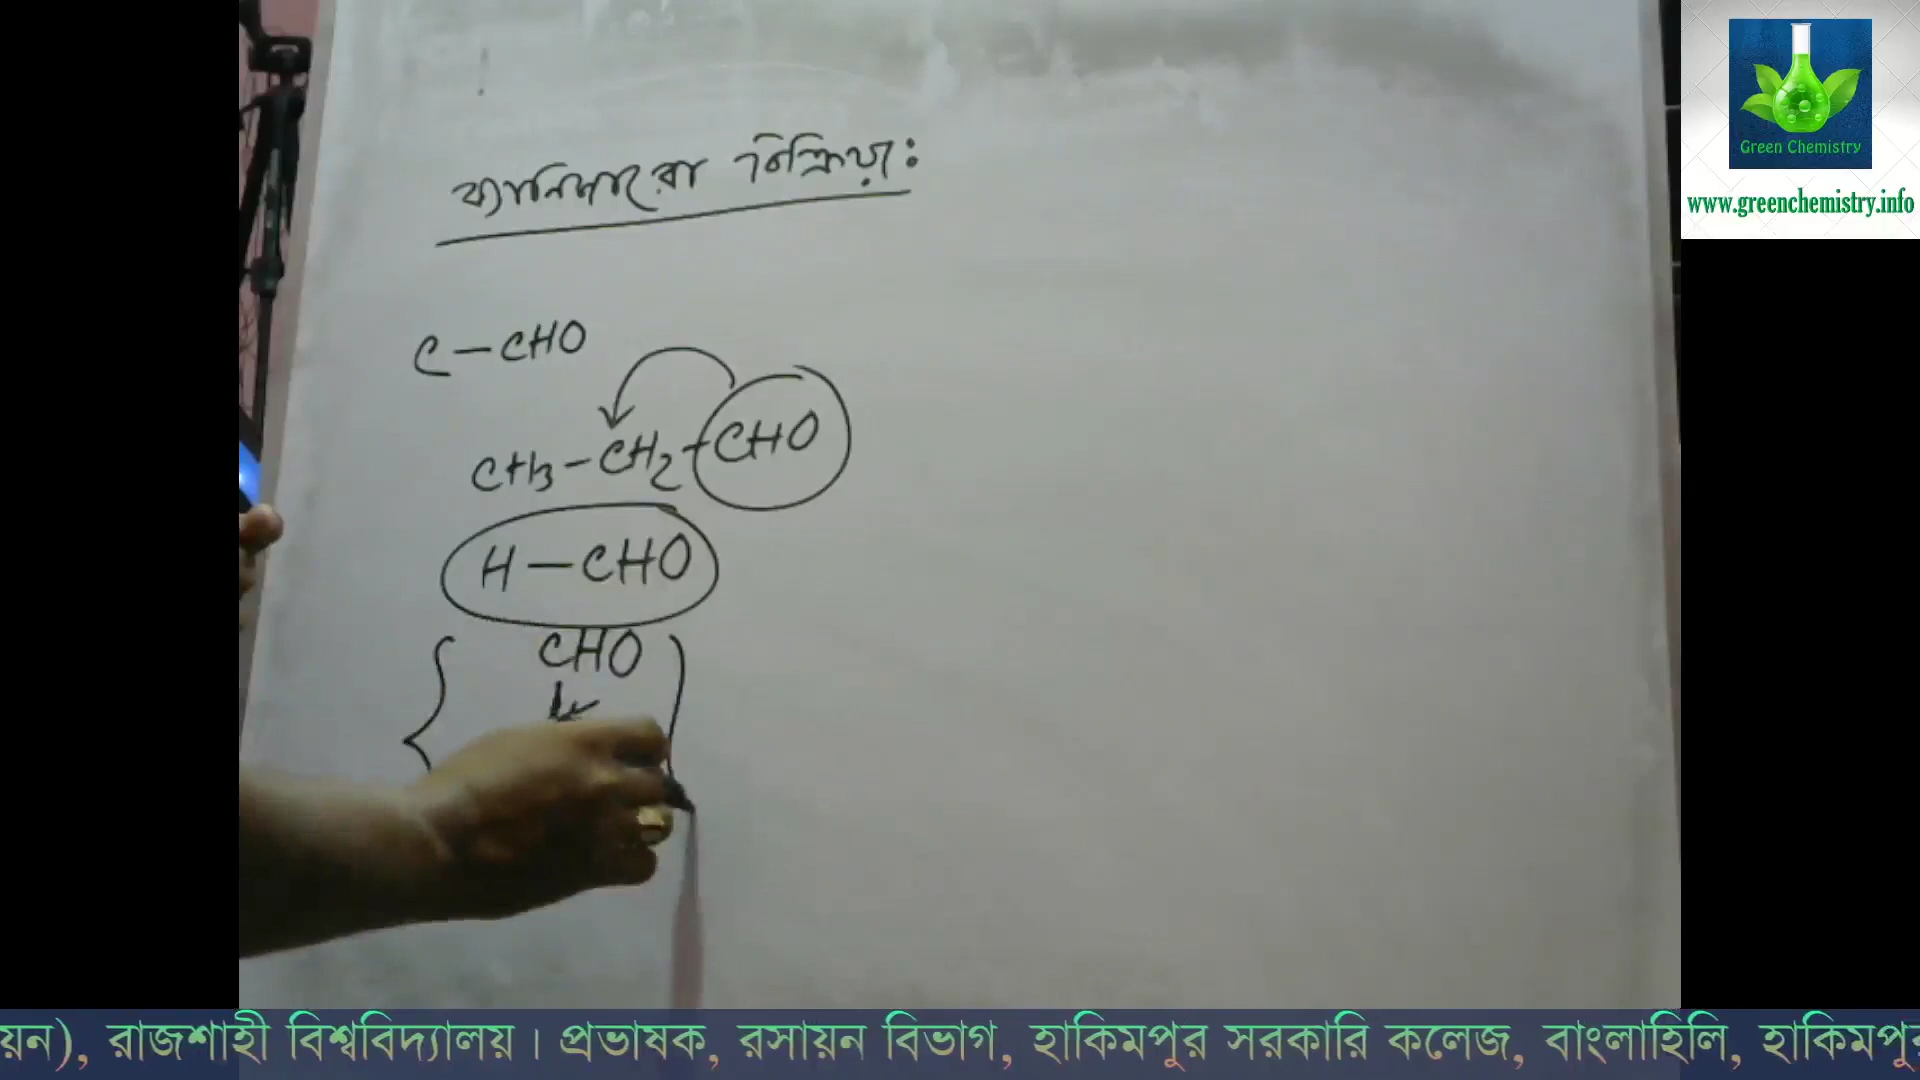 ক্যানিজারো বিক্রিয়া:
C-CHO
CH3-CH2-CHO
H-CHO
CHO
Green Chemistry
www.greenchemistry.info
য়ন), রাজশাহী বিশ্ববিদ্যালয়। প্রভাষক, রসায়ন বিভাগ, হাকিমপুর সরকারি কলেজ, বাংলাহিলি, হাকিমপুর